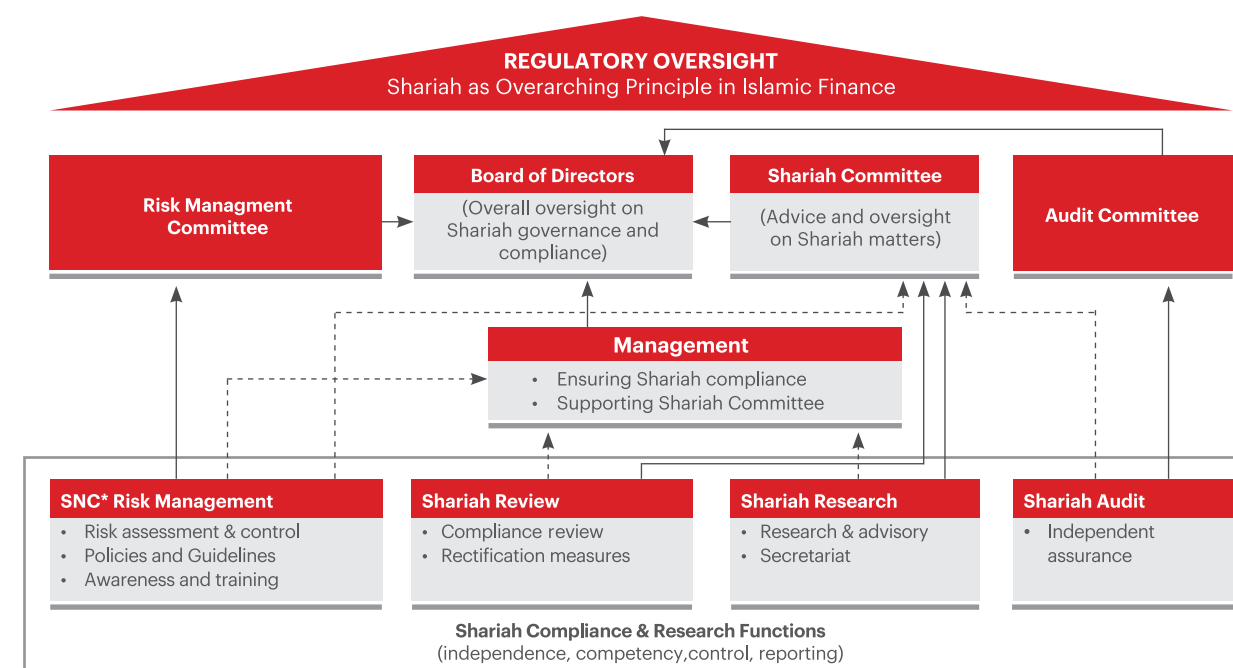 REGULATORY OVERSIGHT
Shariah as Overarching Principle in Islamic Finance
Risk Managment
Committee
Board of Directors
(Overall oversight on
Shariah governance and
compliance)
Shariah Committee
(Advice and oversight
on Shariah matters)
Audit Committee
Management
• Ensuring Shariah compliance
• Supporting Shariah Committee
SNC* Risk Management
• Risk assessment & control
• Policies and Guidelines
• Awareness and training
Shariah Review
• Compliance review
• Rectification measures
Shariah Research
• Research & advisory
• Secretariat
Shariah Audit
• Independent
assurance
Shariah Compliance & Research Functions
(independence, competency,control, reporting)